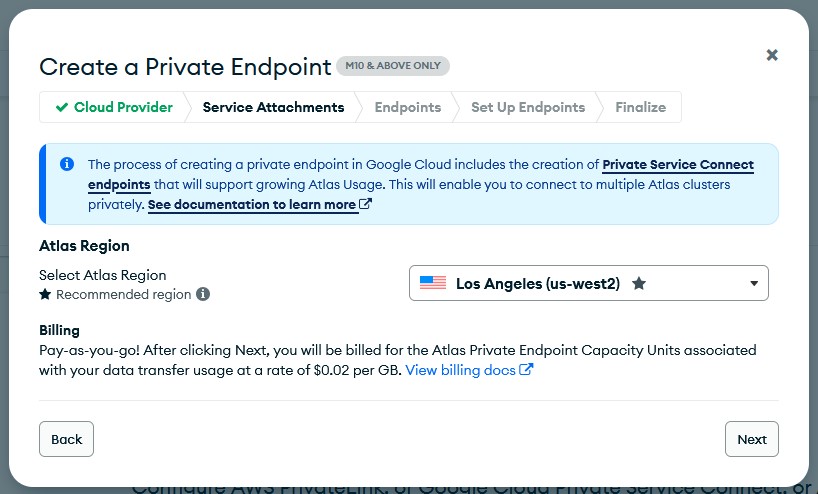 Create a Private Endpoint M10 & ABOVE ONLY
Cloud Provider Service Attachments Endpoints Set Up Endpoints Finalize
The process of creating a private endpoint in Google Cloud includes the creation of Private Service Connect
endpoints that will support growing Atlas Usage. This will enable you to connect to multiple Atlas clusters
privately. See documentation to learn more
Atlas Region
Select Atlas Region
Recommended region
Los Angeles (us-west2)
Billing
Pay-as-you-go! After clicking Next, you will be billed for the Atlas Private Endpoint Capacity Units associated
with your data transfer usage at a rate of $0.02 per GB. View billing docs
Back
Next
Configure AWS PrivateLink, or Google Cloud Private Service Connect, or